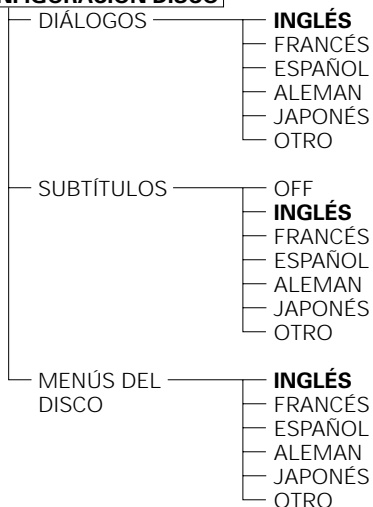 DISCO
DIÁLOGOS
INGLÉS
FRANCÉS
ESPAÑOL
ALEMAN
JAPONÉS
OTRO
SUBTÍTULOS
OFF
INGLÉS
FRANCÉS
ESPAÑOL
ALEMAN
JAPONÉS
OTRO
MENÚS DEL
DISCO
INGLÉS
FRANCÉS
ESPAÑOL
ALEMAN
JAPONÉS
OTRO